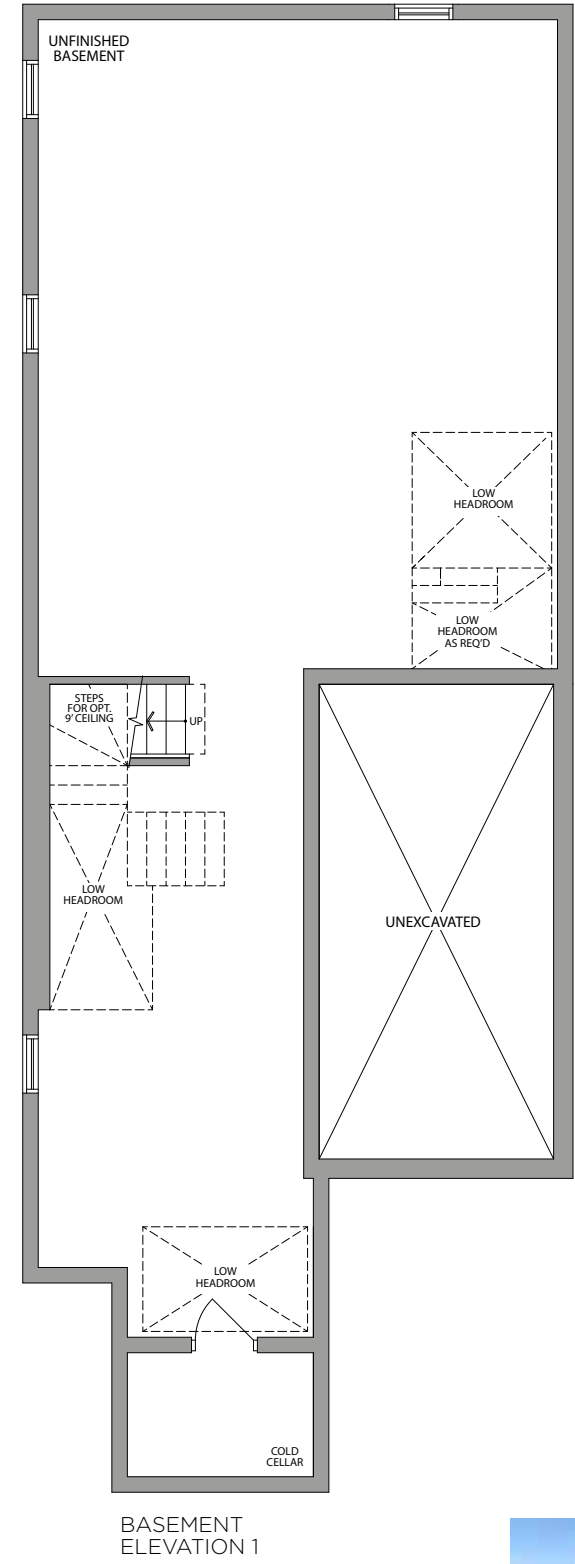 UNFINISHED
BASEMENT
LOW
HEADROOM
LOW
HEADROOM
AS REQ'D
STEPS
FOR OPT.
9' CEILING
UP
LOW
HEADROOM
UNEXCAVATED
LOW
HEADROOM
COLD
CELLAR
BASEMENT
ELEVATION 1